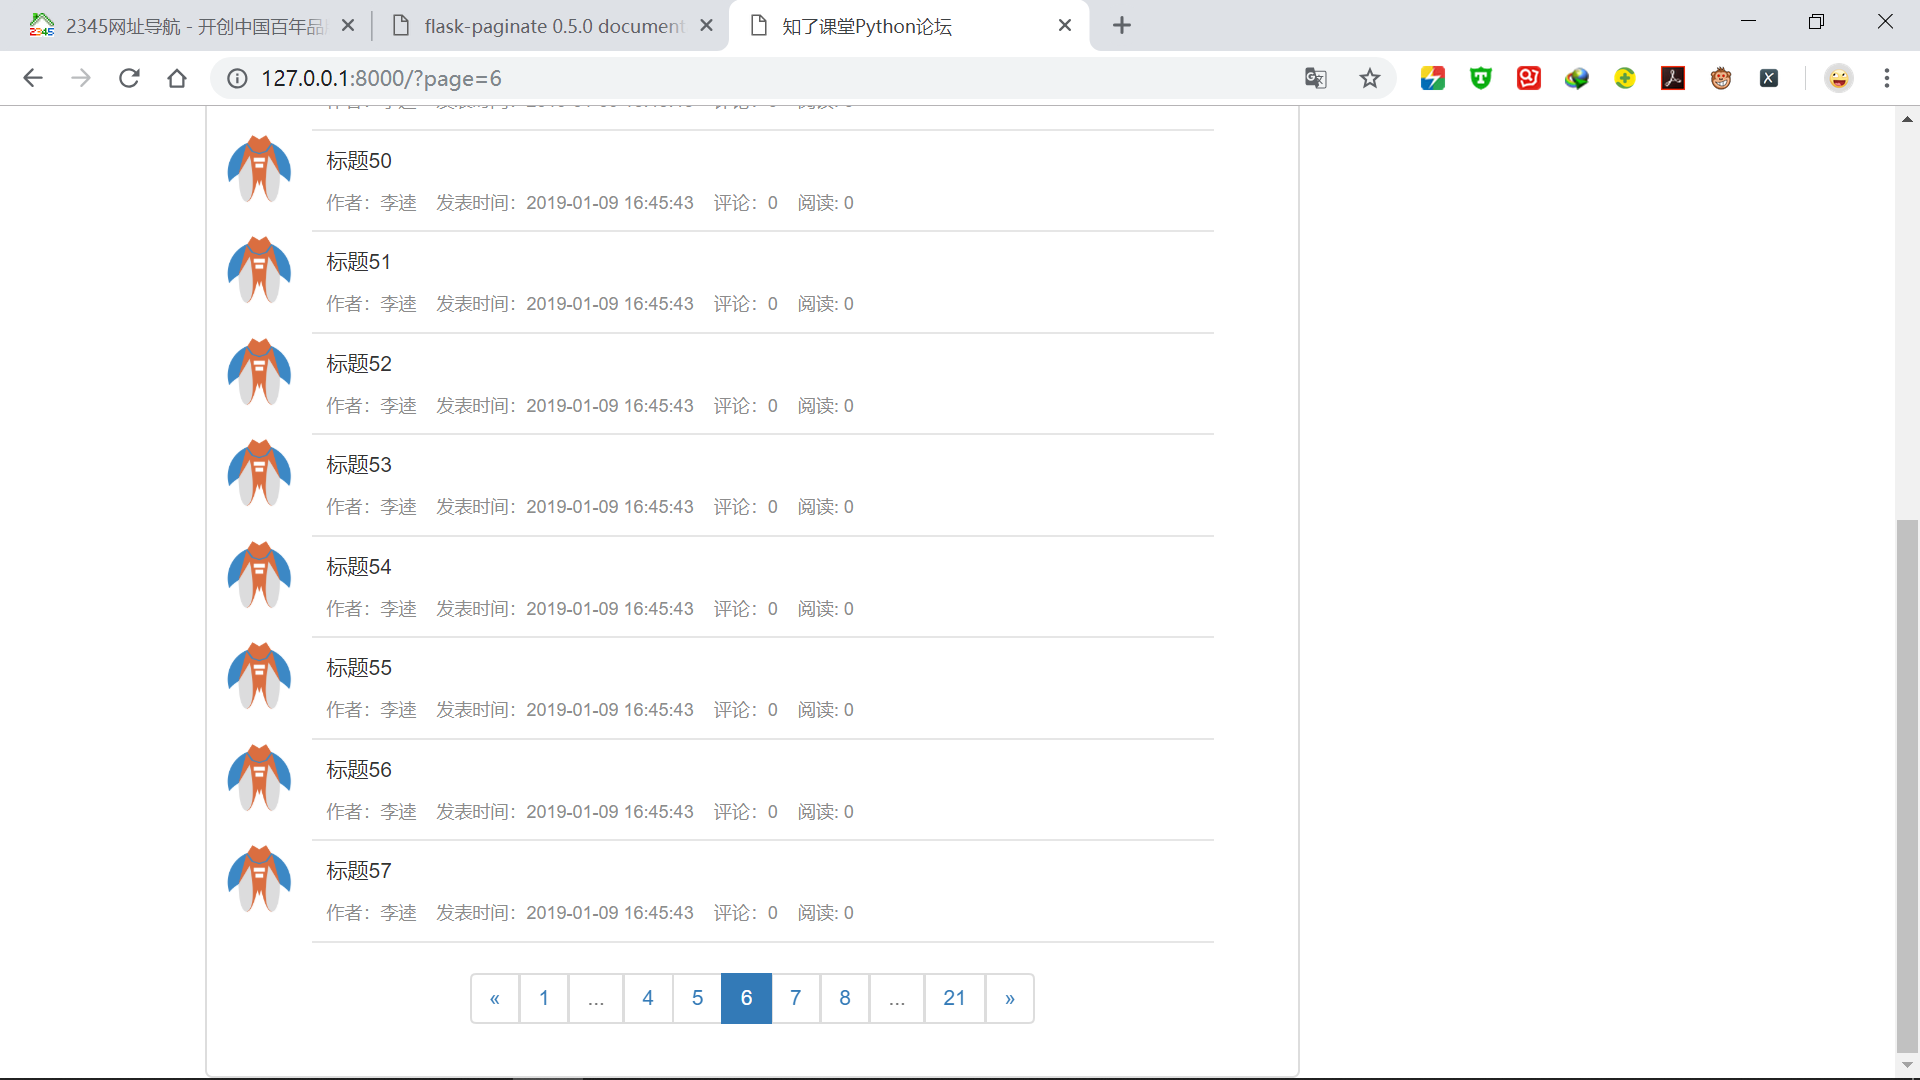 2345网址导航 - 开创中国百年品
flask-paginate 0.5.0 document
知了课堂Python论坛
127.0.0.1:8000/?page=6
标题50
作者：李逵 发表时间：2019-01-09 16:45:43 评论：0 阅读: 0
标题51
作者：李逵 发表时间：2019-01-09 16:45:43 评论：0 阅读: 0
标题52
作者：李逵 发表时间：2019-01-09 16:45:43 评论：0 阅读: 0
标题53
作者：李逵 发表时间：2019-01-09 16:45:43 评论：0 阅读: 0
标题54
作者：李逵 发表时间：2019-01-09 16:45:43 评论：0 阅读: 0
标题55
作者：李逵 发表时间：2019-01-09 16:45:43 评论：0 阅读: 0
标题56
作者：李逵 发表时间：2019-01-09 16:45:43 评论：0 阅读: 0
标题57
作者：李逵 发表时间：2019-01-09 16:45:43 评论：0 阅读: 0
« 1 ... 4 5 6 7 8 ... 21 »